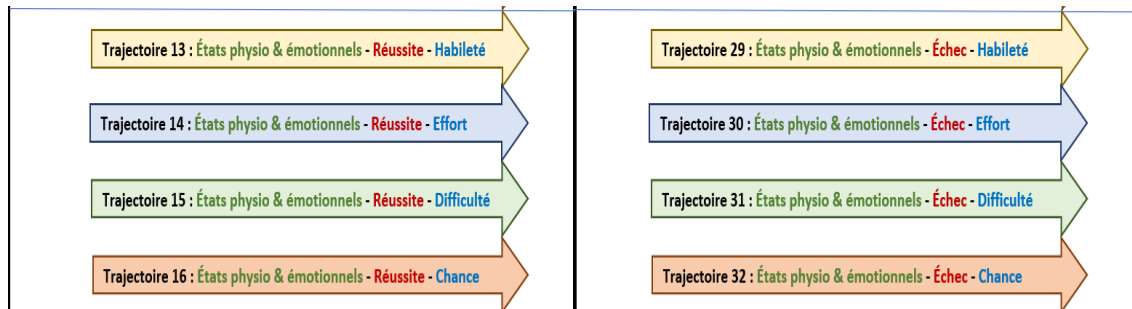 Trajectoire 13 : États physio & émotionnels - Réussite - Habileté
Trajectoire 14 : États physio & émotionnels - Réussite - Effort
Trajectoire 15 : États physio & émotionnels - Réussite - Difficulté
Trajectoire 16 : États physio & émotionnels - Réussite - Chance
Trajectoire 29 : États physio & émotionnels - Échec - Habileté
Trajectoire 30 : États physio & émotionnels - Échec - Effort
Trajectoire 31 : États physio & émotionnels - Échec - Difficulté
Trajectoire 32 : États physio & émotionnels - Échec - Chance